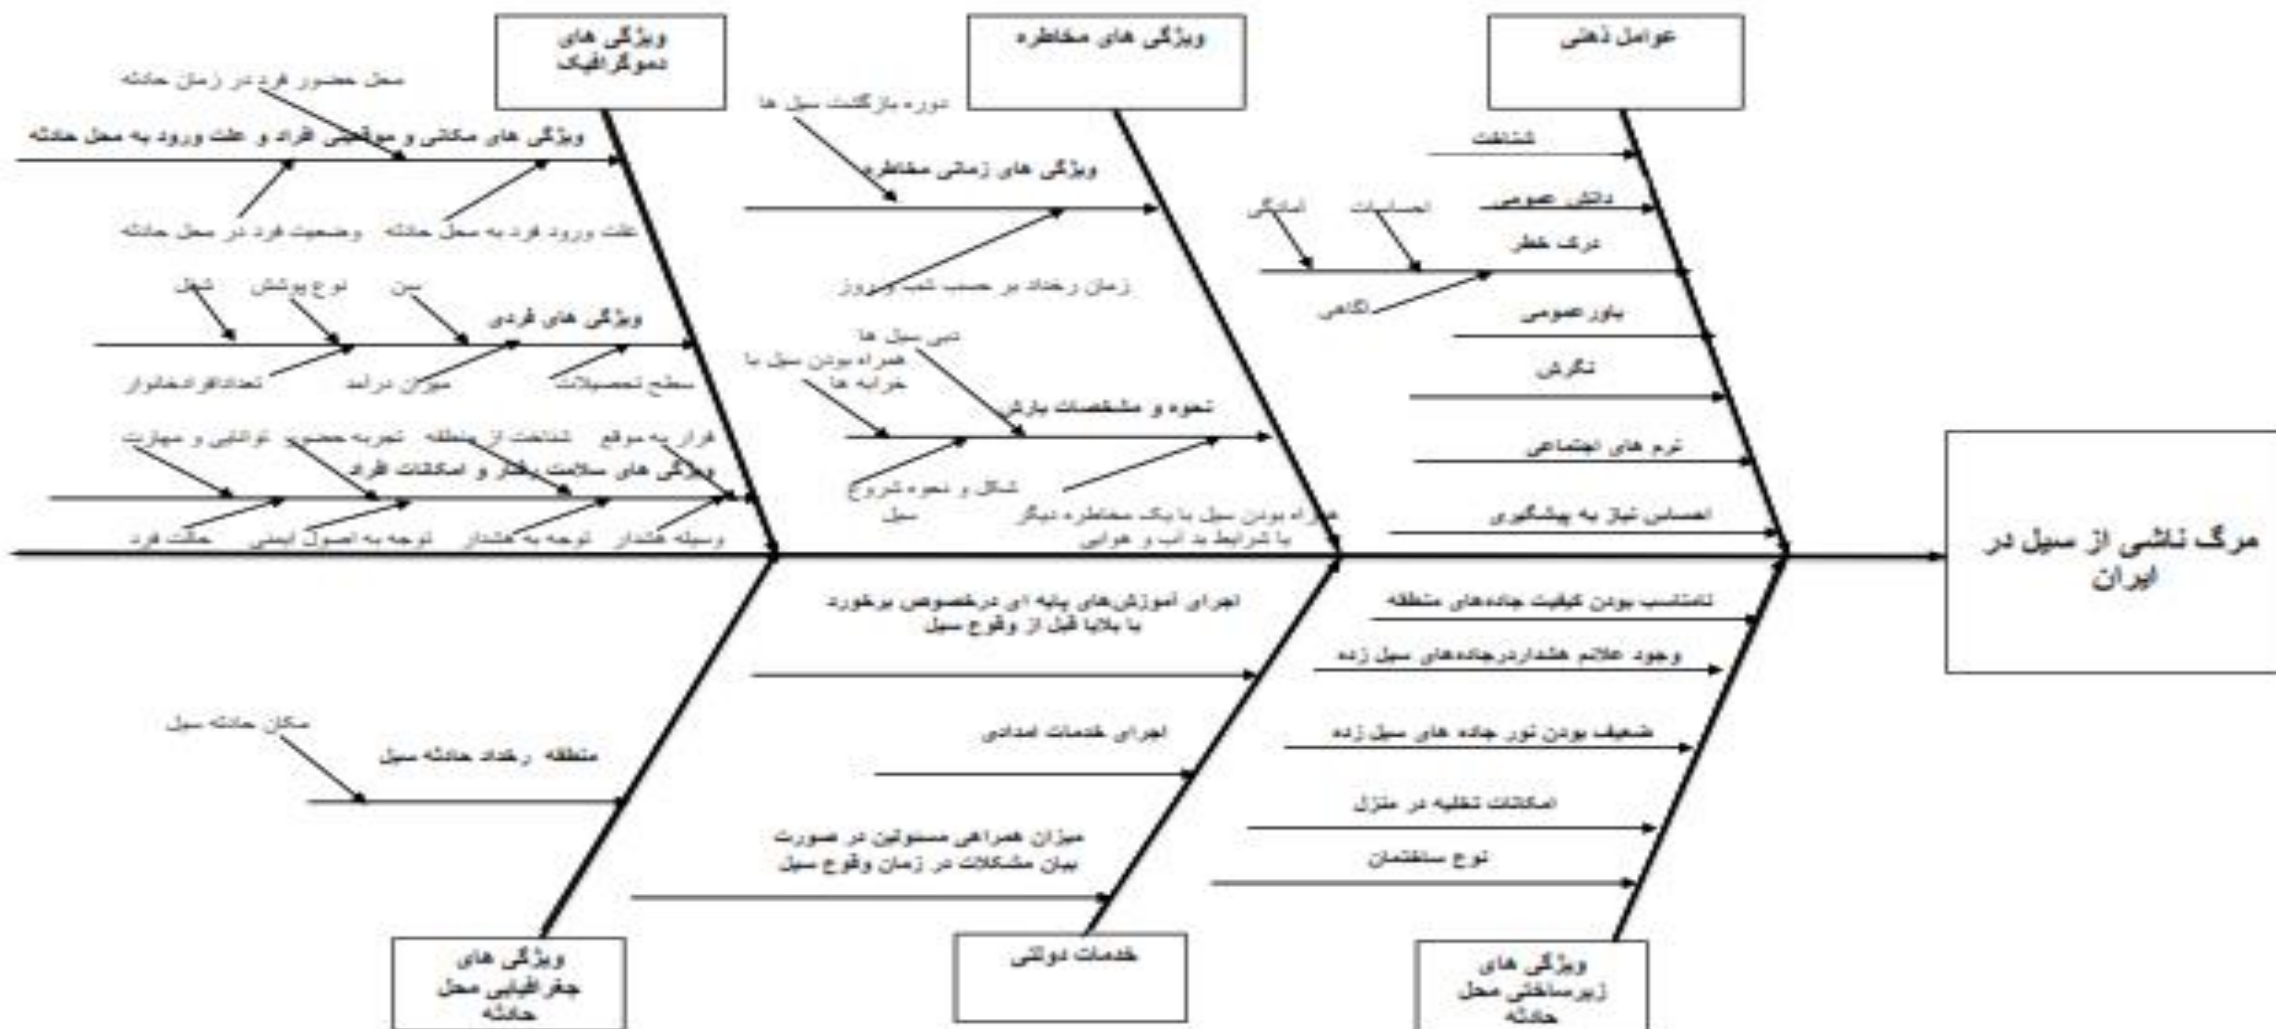 عوامل ذهنی
ویژگی های مخاطره
ویژگی های
دموگرافیک
شناخت
دانش عمومی
درک خطر
آمادگی
احساسات
آگاهی
باورعمومی
نگرش
نرم های اجتماعی
احساس نیاز به پیشگیری
دوره بازگشت سیل ها
ویژگی های زمانی مخاطره
زمان رخداد بر حسب شب و روز
دبی سیل ها
همراه بودن سیل با
خرابه ها
نحوه و مشخصات بارش
شکل و نحوه شروع
سیل
همراه بودن سیل با یک مخاطره دیگر
یا شرایط بد آب و هوایی
محل حضور فرد در زمان حادثه
ویژگی های مکانی و موقعیتی افراد و علت ورود به محل حادثه
علت ورود فرد به محل حادثه
وضعیت فرد در محل حادثه
سن
نوع پوشش
شغل
ویژگی های فردی
سطح تحصیلات
میزان درآمد
تعدادافرادخانوار
فرار به موقع
شناخت از منطقه
تجربه حضور
توانایی و مهارت
ویژگی های سلامت رفتار و امکانات افراد
وسیله هشدار
توجه به هشدار
توجه به اصول ایمنی
حالت فرد
مرگ ناشی از سیل در
ایران
نامناسب بودن کیفیت جاده‌های منطقه
وجود علائم هشداردرجاده‌های سیل زده
ضعیف بودن نور جاده های سیل زده
امکانات تخلیه در منزل
نوع ساختمان
ویژگی های
زیرساختی محل
حادثه
اجرای آموزش‌های پایه ای درخصوص برخورد
با بلایا قبل از وقوع سیل
اجرای خدمات امدادی
میزان همراهی مسئولین در صورت
بیان مشکلات در زمان وقوع سیل
خدمات دولتی
مکان حادثه سیل
منطقه رخداد حادثه سیل
ویژگی های
جغرافیایی محل
حادثه